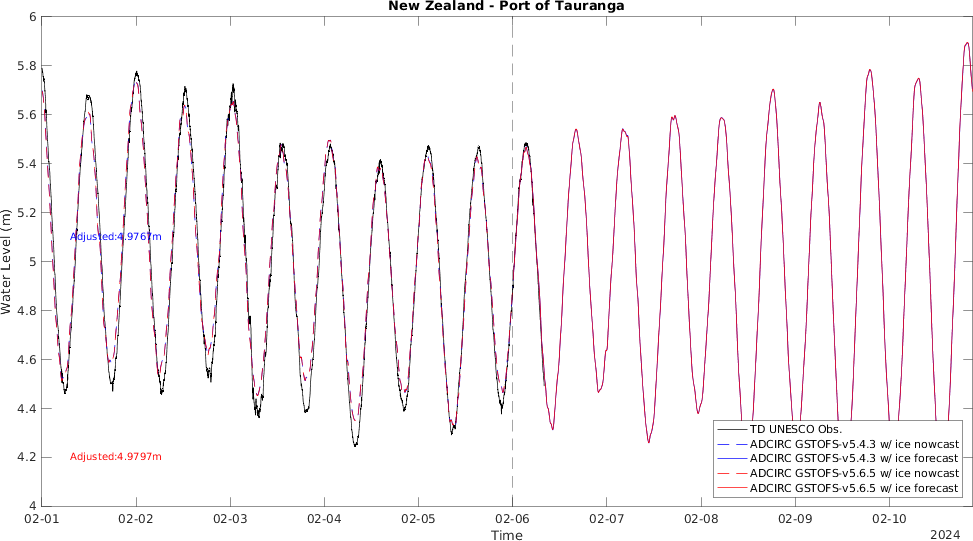 New Zealand - Port of Tauranga
6
5.8
5.6
5.4
5.2
5
4.8
4.6
4.4
4.2
4
Water Level (m)
Adjusted:4.9767m
Adjusted:4.9797m
TD UNESCO Obs.
ADCIRC GSTOFS-v5.4.3 w/ ice nowcast
ADCIRC GSTOFS-v5.4.3 w/ ice forecast
ADCIRC GSTOFS-v5.6.5 w/ ice nowcast
ADCIRC GSTOFS-v5.6.5 w/ ice forecast
02-01 02-02 02-03 02-04 02-05 02-06 02-07 02-08 02-09 02-10
Time
2024